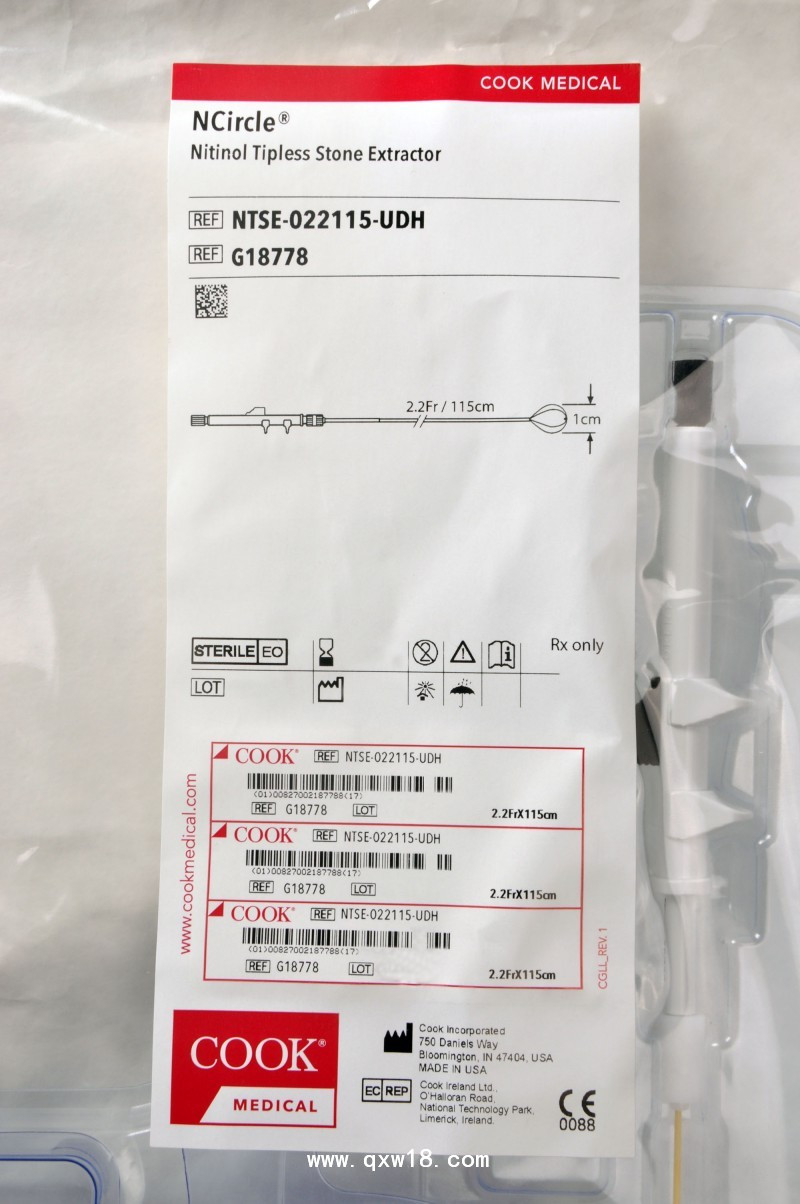 COOK MEDICAL
NCircle®
Nitinol Tipless Stone Extractor
REF NTSE-022115-UDH
REF G18778
2.2Fr / 115cm
1cm
STERILE EO
2
i
Rx only
LOT
www.cookmedical.com
COOK® REF NTSE-022115-UDH
(01)00827002187788(17)
REF G18778 LOT
2.2FrX115cm
COOK® REF NTSE-022115-UDH
(01)00827002187788(17)
REF G18778 LOT
2.2FrX115cm
COOK® REF NTSE-022115-UDH
(01)00827002187788(17)
REF G18778 LOT
2.2FrX115cm
CGLL_REV. 1
COOK®
MEDICAL
Cook Incorporated
750 Daniels Way
Bloomington, IN 47404, USA
MADE IN USA
EC REP
Cook Ireland Ltd.,
O'Halloran Road,
National Technology Park,
Limerick, Ireland.
CE
0088
www.qxw18.com